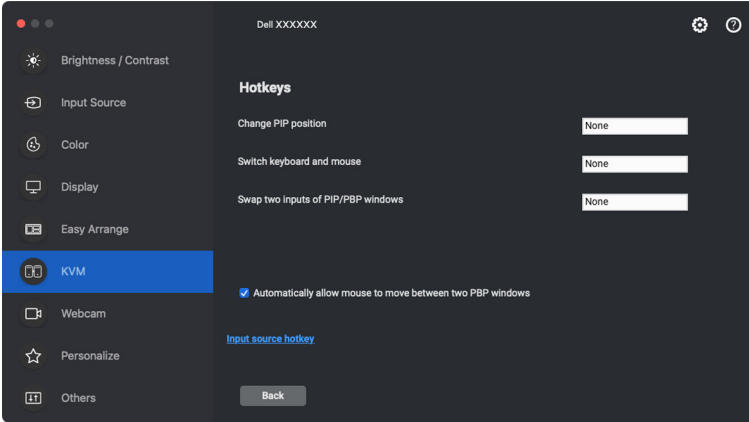 Dell XXXXXX
Brightness / Contrast
Input Source
Color
Display
Easy Arrange
KVM
Webcam
Personalize
Others
Hotkeys
Change PIP position
None
Switch keyboard and mouse
None
Swap two inputs of PIP/PBP windows
None
Automatically allow mouse to move between two PBP windows
Input source hotkey
Back